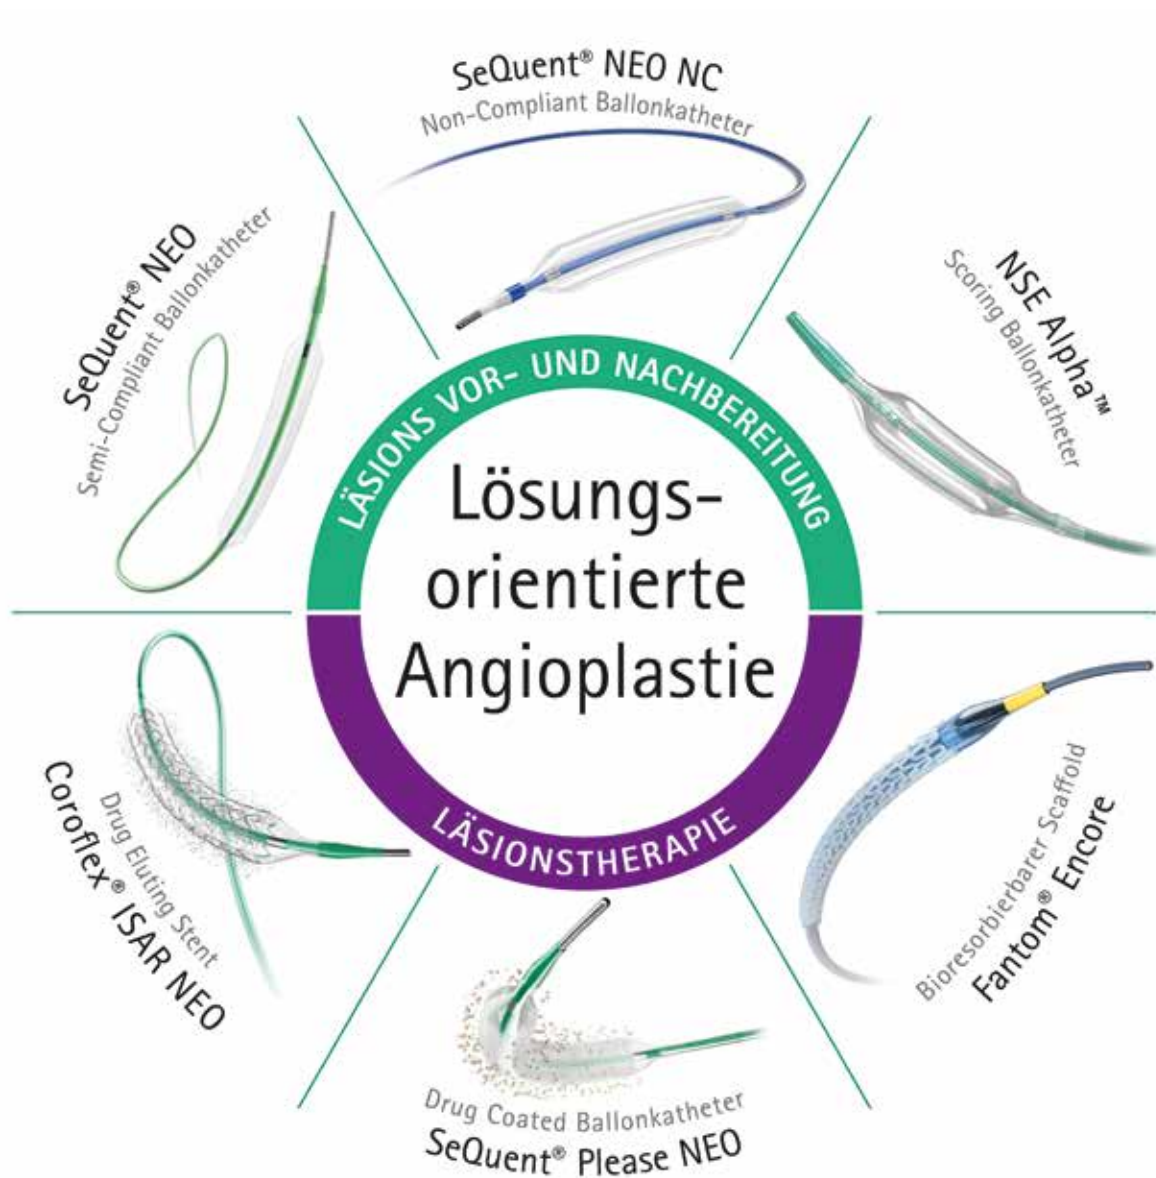 SeQuent® NEO NC
Non-Compliant Ballonkatheter
SeQuent® NEO
Semi-Compliant Ballonkatheter
NSE Alpha™
Scoring Ballonkatheter
LÄSIONS VOR- UND NACHBEREITUNG
Lösungs-
orientierte
Angioplastie
LÄSIONSTHERAPIE
Drug Eluting Stent
Coroflex® ISAR NEO
Bioresorbierbarer Scaffold
Fantom® Encore
Drug Coated Ballonkatheter
SeQuent® Please NEO